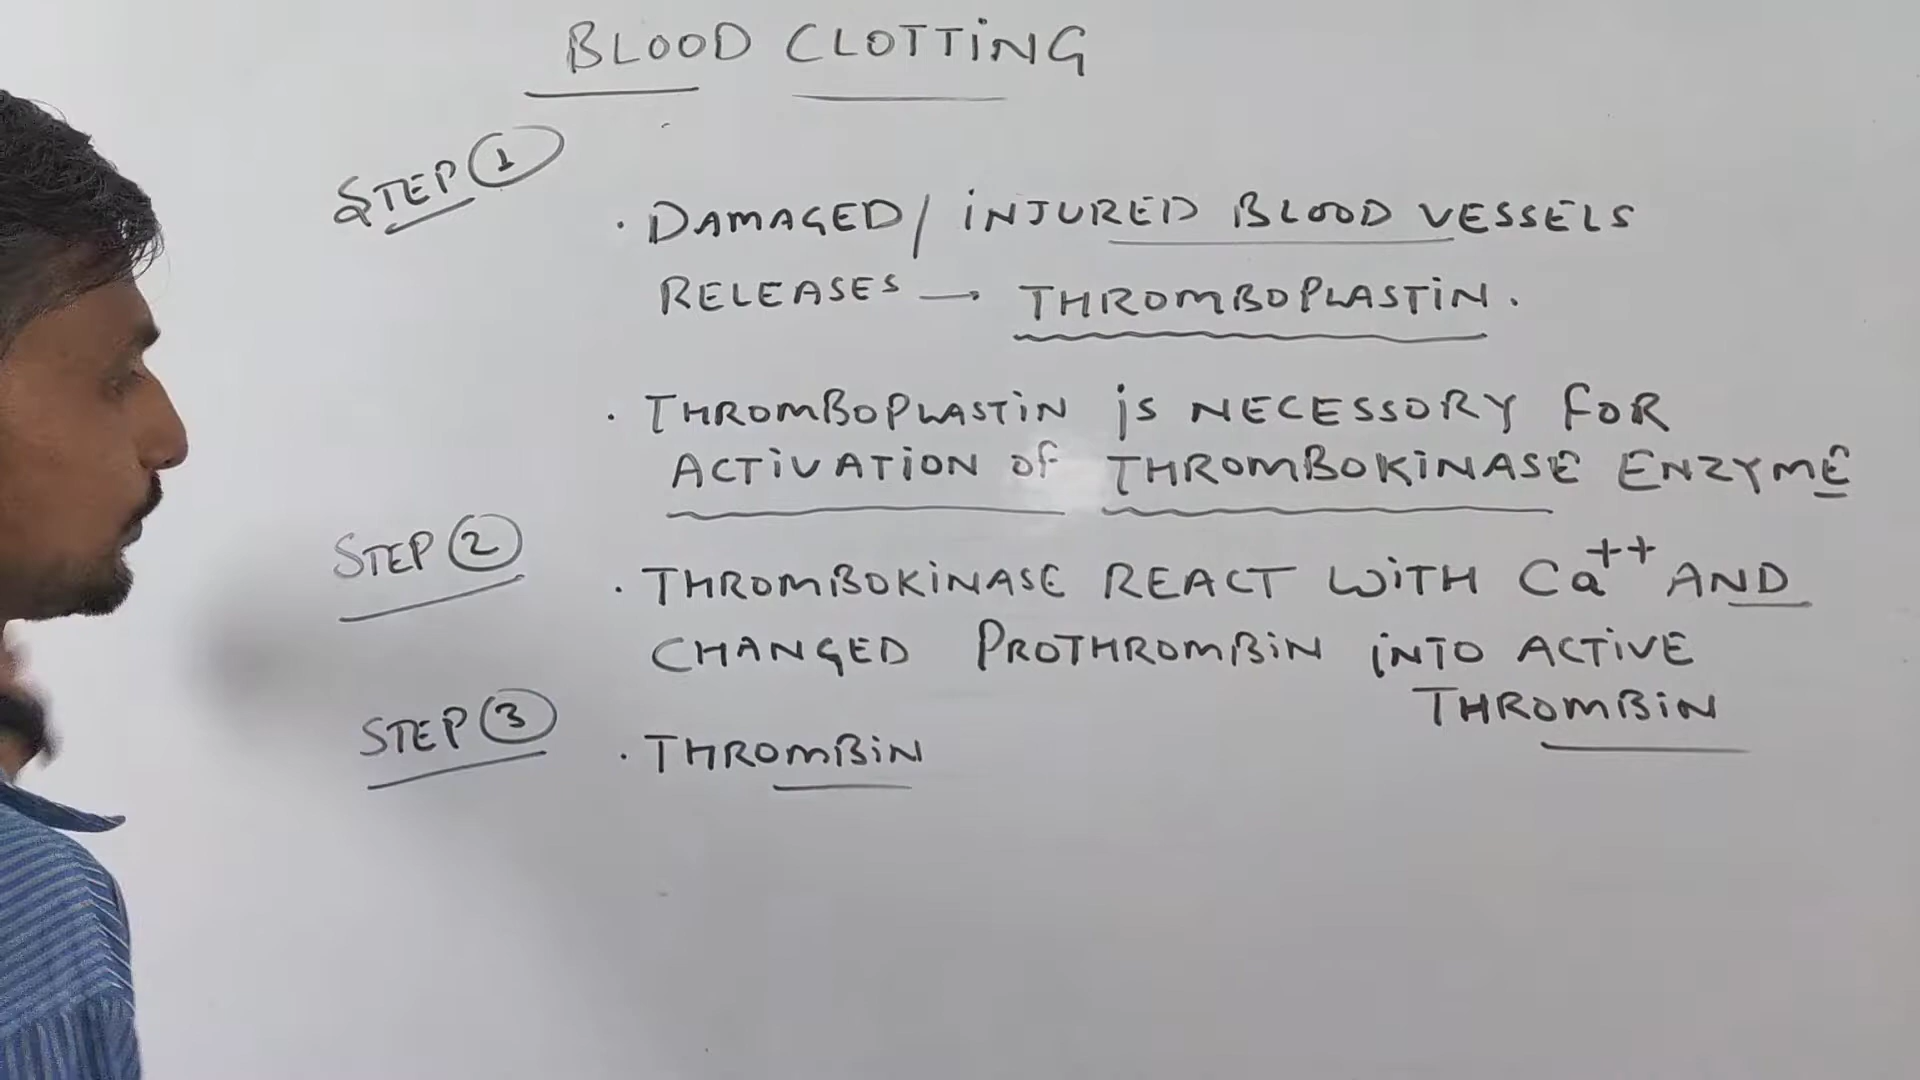 BLOOD CLOTTING
STEP 1
. DAMAGED/ INJURED BLOOD VESSELS
RELEASES → THROMBOPLASTIN.
. THROMBOPLASTIN IS NECESSORY FOR
ACTIVATION OF THROMBOKINASE ENZYME
STEP 2
. THROMBOKINASE REACT WITH Ca++ AND
CHANGED PROTHROMBIN INTO ACTIVE
THROMBIN
STEP 3
. THROMBIN